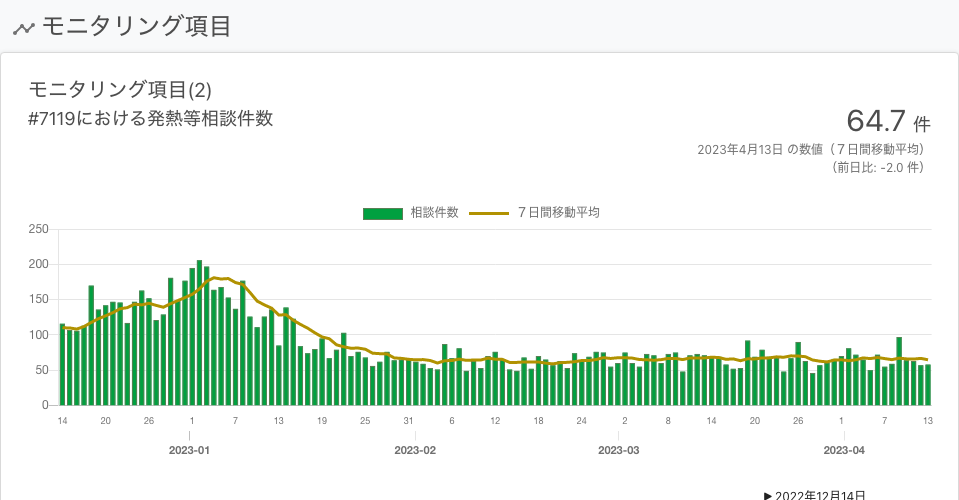 モニタリング項目
モニタリング項目(2)
#7119における発熱等相談件数
64.7 件
2023年4月13日 の数値（７日間移動平均）
（前日比: -2.0 件）
相談件数 ７日間移動平均
250
200
150
100
50
0
14 20 26 1 7 13 19 25 31 6 12 18 24 2 8 14 20 26 1 7 13
2023-01 2023-02 2023-03 2023-04
▶ 2022年12月14日